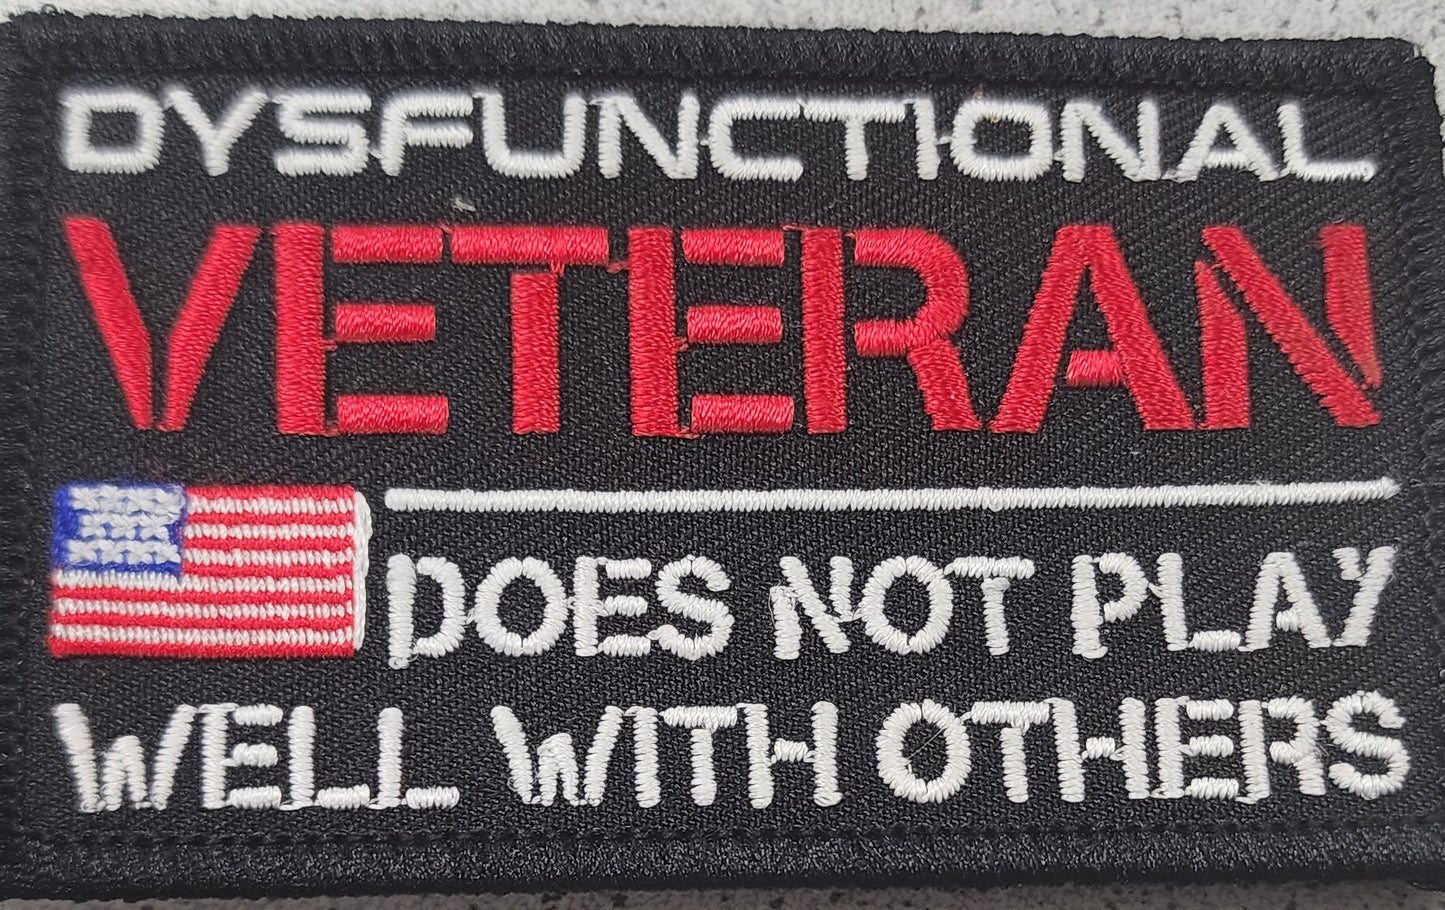 DYSFUNCTIONAL
VETERAN
DOES NOT PLAY
WELL WITH OTHERS